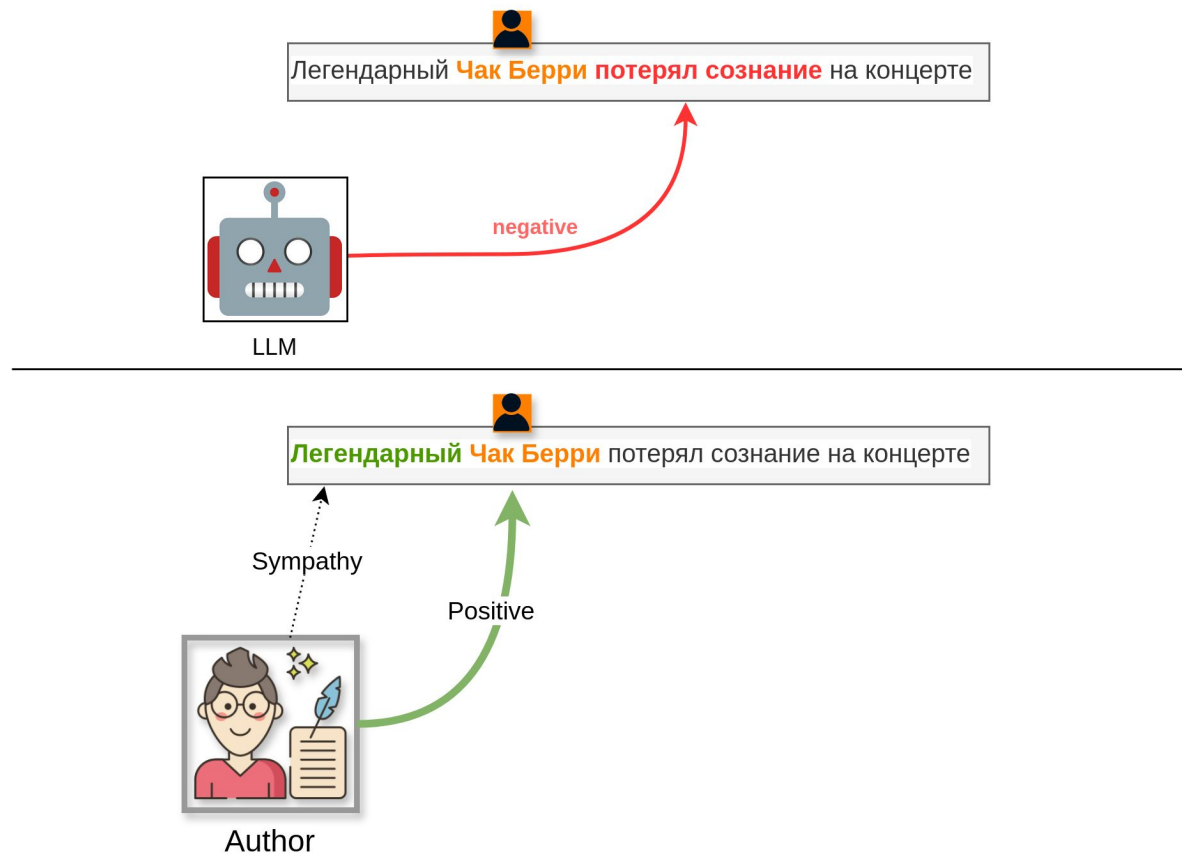 Легендарный Чак Берри потерял сознание на концерте
negative
LLM
Легендарный Чак Берри потерял сознание на концерте
Sympathy
Positive
Author